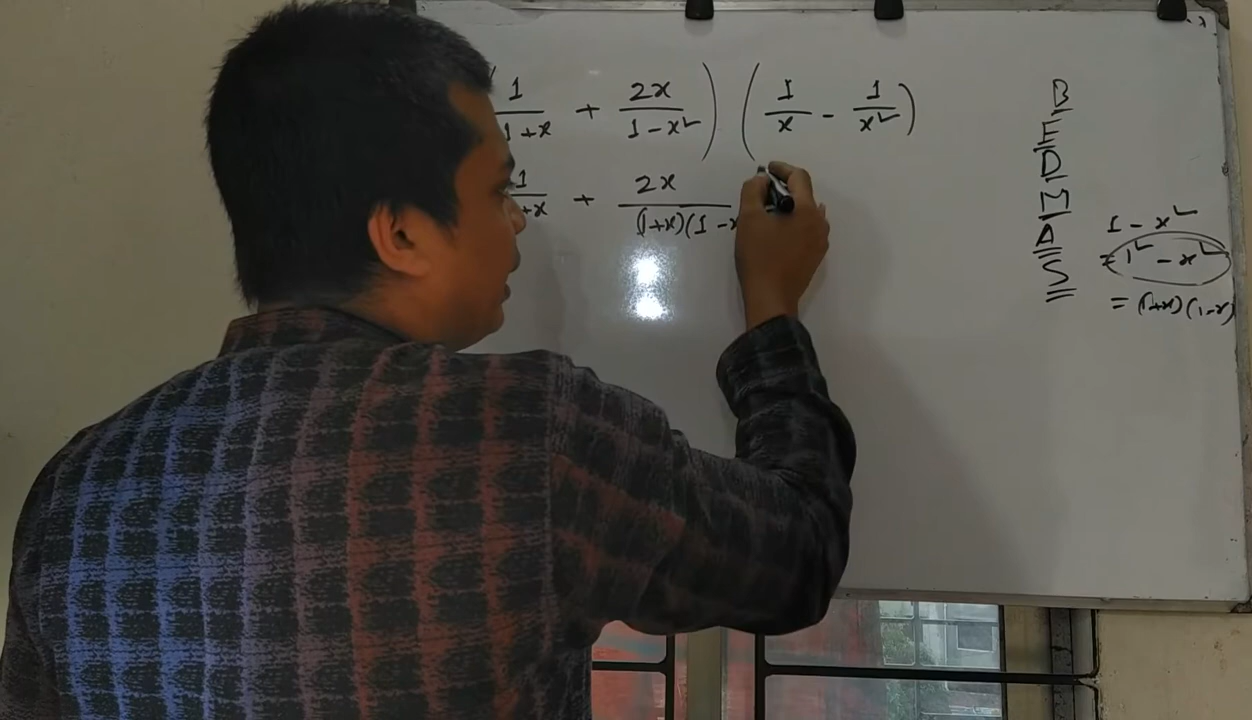 (1/(1+x) + 2x/(1-x²)) (1/x - 1/x²)
1/(1+x) + 2x/((1+x)(1-x
B
E
D
M
A
S
1 - x²
= 1² - x²
= (1+x)(1-x)